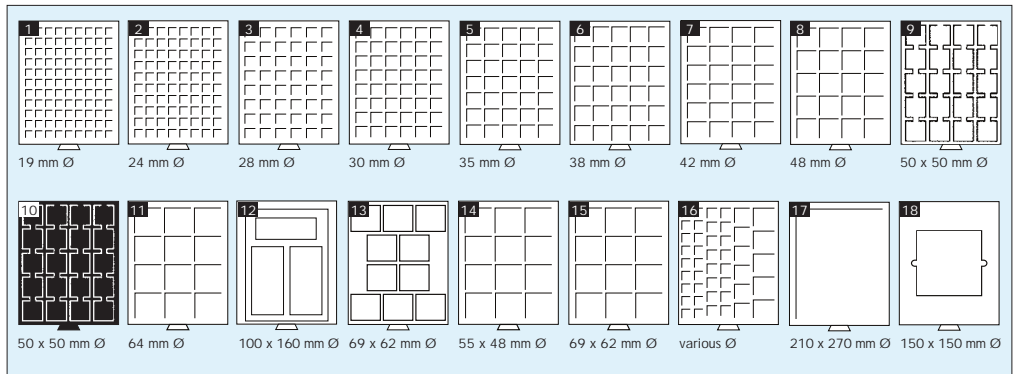 1 2 3 4 5 6 7 8 9
19 mm Ø 24 mm Ø 28 mm Ø 30 mm Ø 35 mm Ø 38 mm Ø 42 mm Ø 48 mm Ø 50 x 50 mm Ø
10 11 12 13 14 15 16 17 18
50 x 50 mm Ø 64 mm Ø 100 x 160 mm Ø 69 x 62 mm Ø 55 x 48 mm Ø 69 x 62 mm Ø various Ø 210 x 270 mm Ø 150 x 150 mm Ø